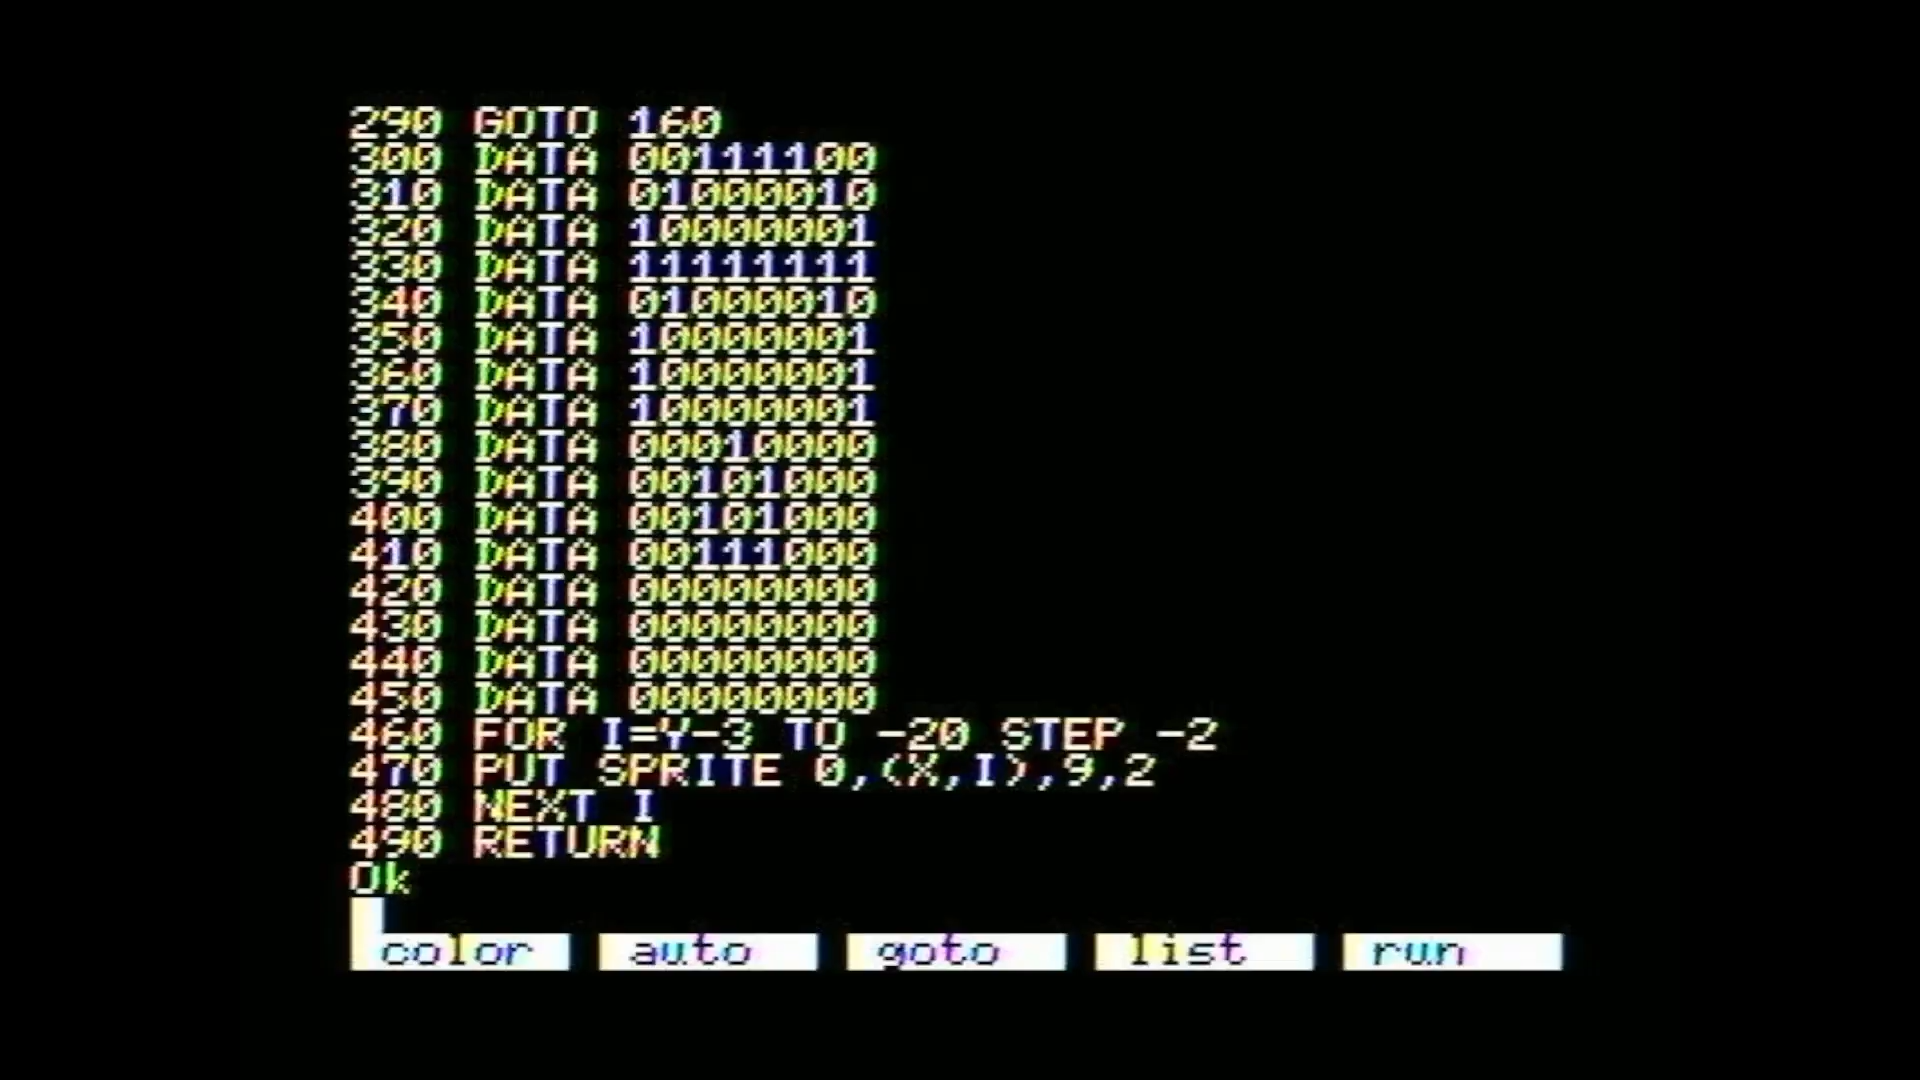 290 GOTO 160
300 DATA 00111100
310 DATA 01000010
320 DATA 10000001
330 DATA 11111111
340 DATA 01000010
350 DATA 10000001
360 DATA 10000001
370 DATA 10000001
380 DATA 00010000
390 DATA 00101000
400 DATA 00101000
410 DATA 00111000
420 DATA 00000000
430 DATA 00000000
440 DATA 00000000
450 DATA 00000000
460 FOR I=Y-3 TO -20 STEP -2
470 PUT SPRITE 0,(X,I),9,2
480 NEXT I
490 RETURN
Ok
color auto goto list run